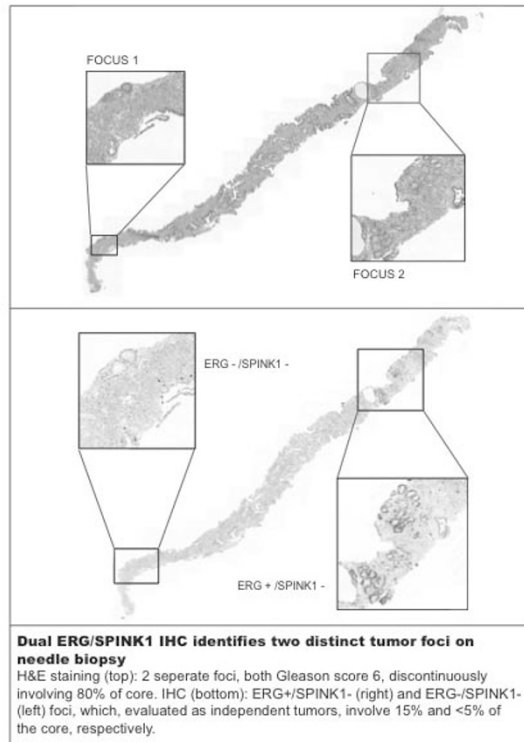 FOCUS 1
FOCUS 2
ERG - /SPINK1 -
ERG + /SPINK1 -
Dual ERG/SPINK1 IHC identifies two distinct tumor foci on
needle biopsy
H&E staining (top): 2 seperate foci, both Gleason score 6, discontinuously
involving 80% of core. IHC (bottom): ERG+/SPINK1- (right) and ERG-/SPINK1-
(left) foci, which, evaluated as independent tumors, involve 15% and <5% of
the core, respectively.